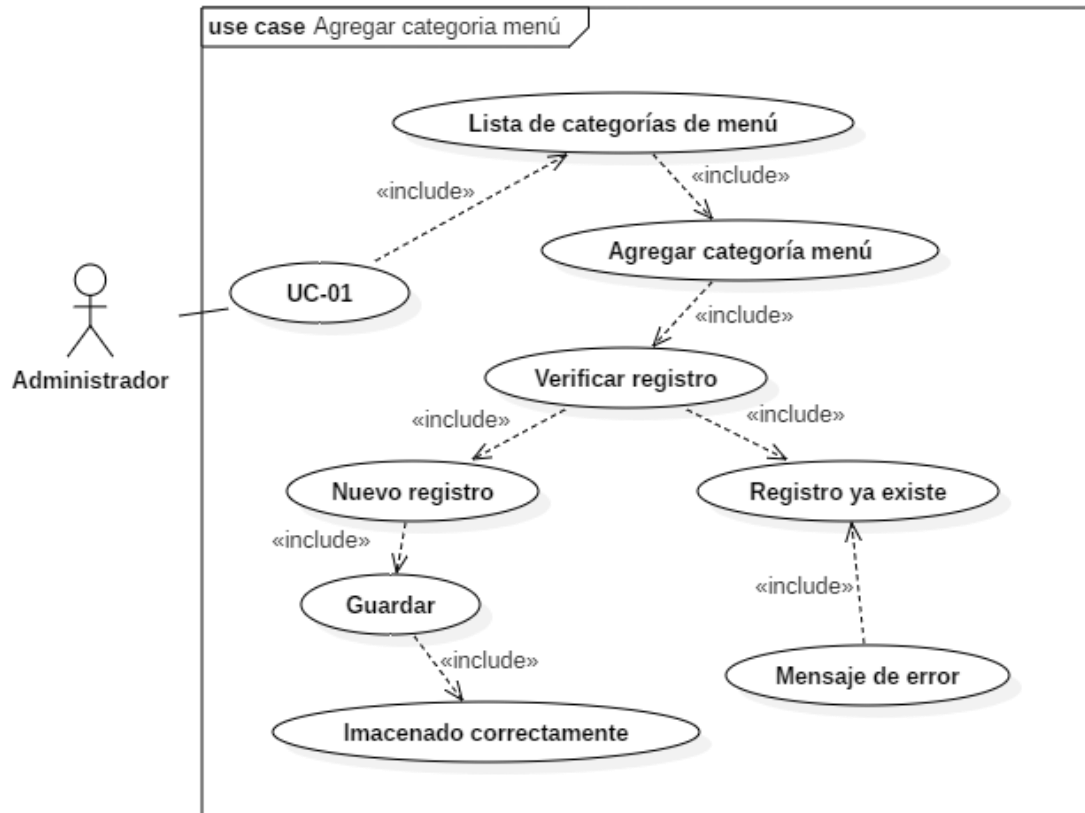 use case Agregar categoria menú
Lista de categorías de menú
«include»
«include»
Agregar categoría menú
UC-01
«include»
Administrador
Verificar registro
«include»
«include»
Nuevo registro
Registro ya existe
«include»
«include»
Guardar
«include»
Mensaje de error
Imacenado correctamente